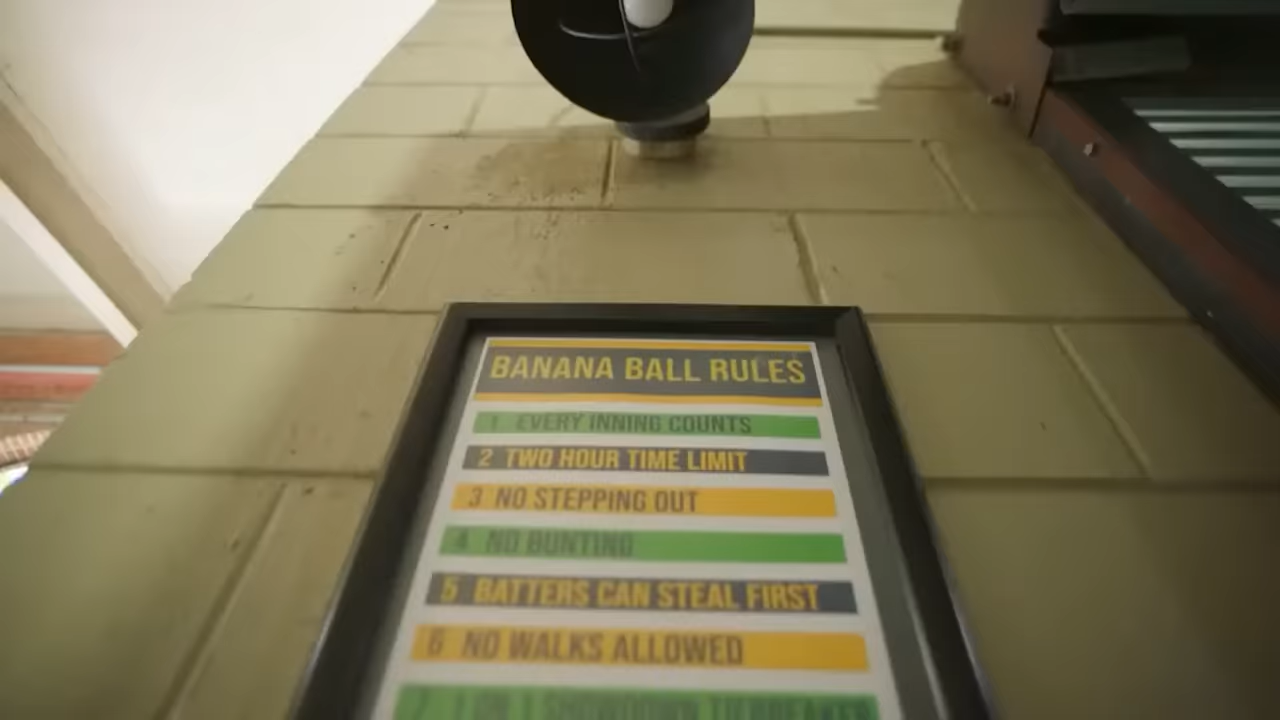 BANANA BALL RULES
1 EVERY INNING COUNTS
2 TWO HOUR TIME LIMIT
3 NO STEPPING OUT
4 NO BUNTING
5 BATTERS CAN STEAL FIRST
6 NO WALKS ALLOWED
7 1 ON 1 SHOWDOWN TIEBREAKER